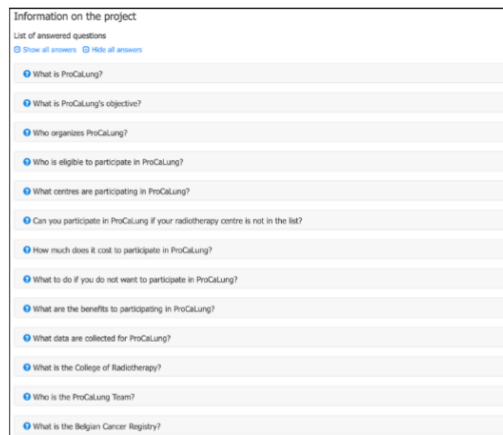 Information on the project
List of answered questions
Show all answers Hide all answers
What is ProCaLung?
What is ProCaLung's objective?
Who organizes ProCaLung?
Who is eligible to participate in ProCaLung?
What centres are participating in ProCaLung?
Can you participate in ProCaLung if your radiotherapy centre is not in the list?
How much does it cost to participate in ProCaLung?
What to do if you do not want to participate in ProCaLung?
What are the benefits to participating in ProCaLung?
What data are collected for ProCaLung?
What is the College of Radiotherapy?
Who is the ProCaLung Team?
What is the Belgian Cancer Registry?